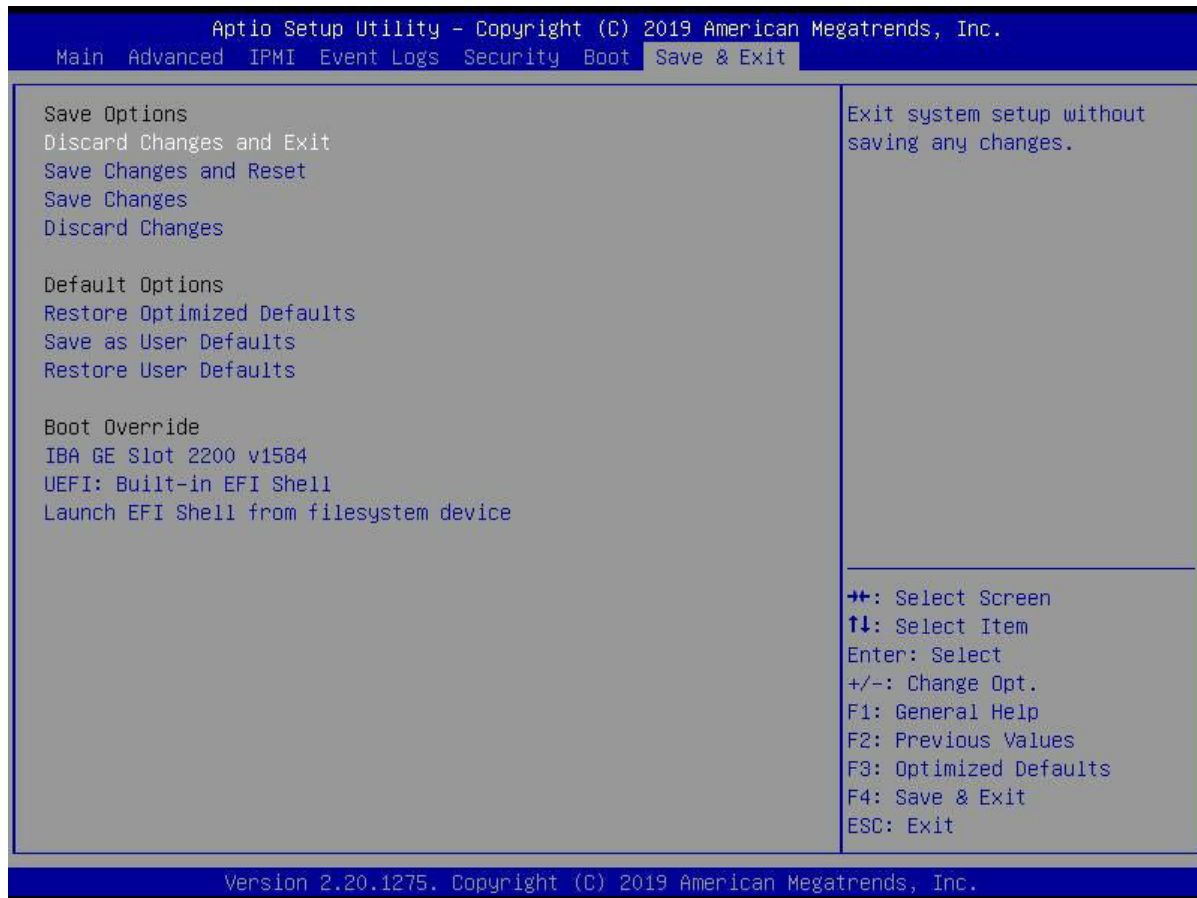 Aptio Setup Utility – Copyright (C) 2019 American Megatrends, Inc.
Main Advanced IPMI Event Logs Security Boot Save & Exit
Save Options
Discard Changes and Exit
Save Changes and Reset
Save Changes
Discard Changes
Default Options
Restore Optimized Defaults
Save as User Defaults
Restore User Defaults
Boot Override
IBA GE Slot 2200 v1584
UEFI: Built-in EFI Shell
Launch EFI Shell from filesystem device
Exit system setup without
saving any changes.
→←: Select Screen
↑↓: Select Item
Enter: Select
+/-: Change Opt.
F1: General Help
F2: Previous Values
F3: Optimized Defaults
F4: Save & Exit
ESC: Exit
Version 2.20.1275. Copyright (C) 2019 American Megatrends, Inc.